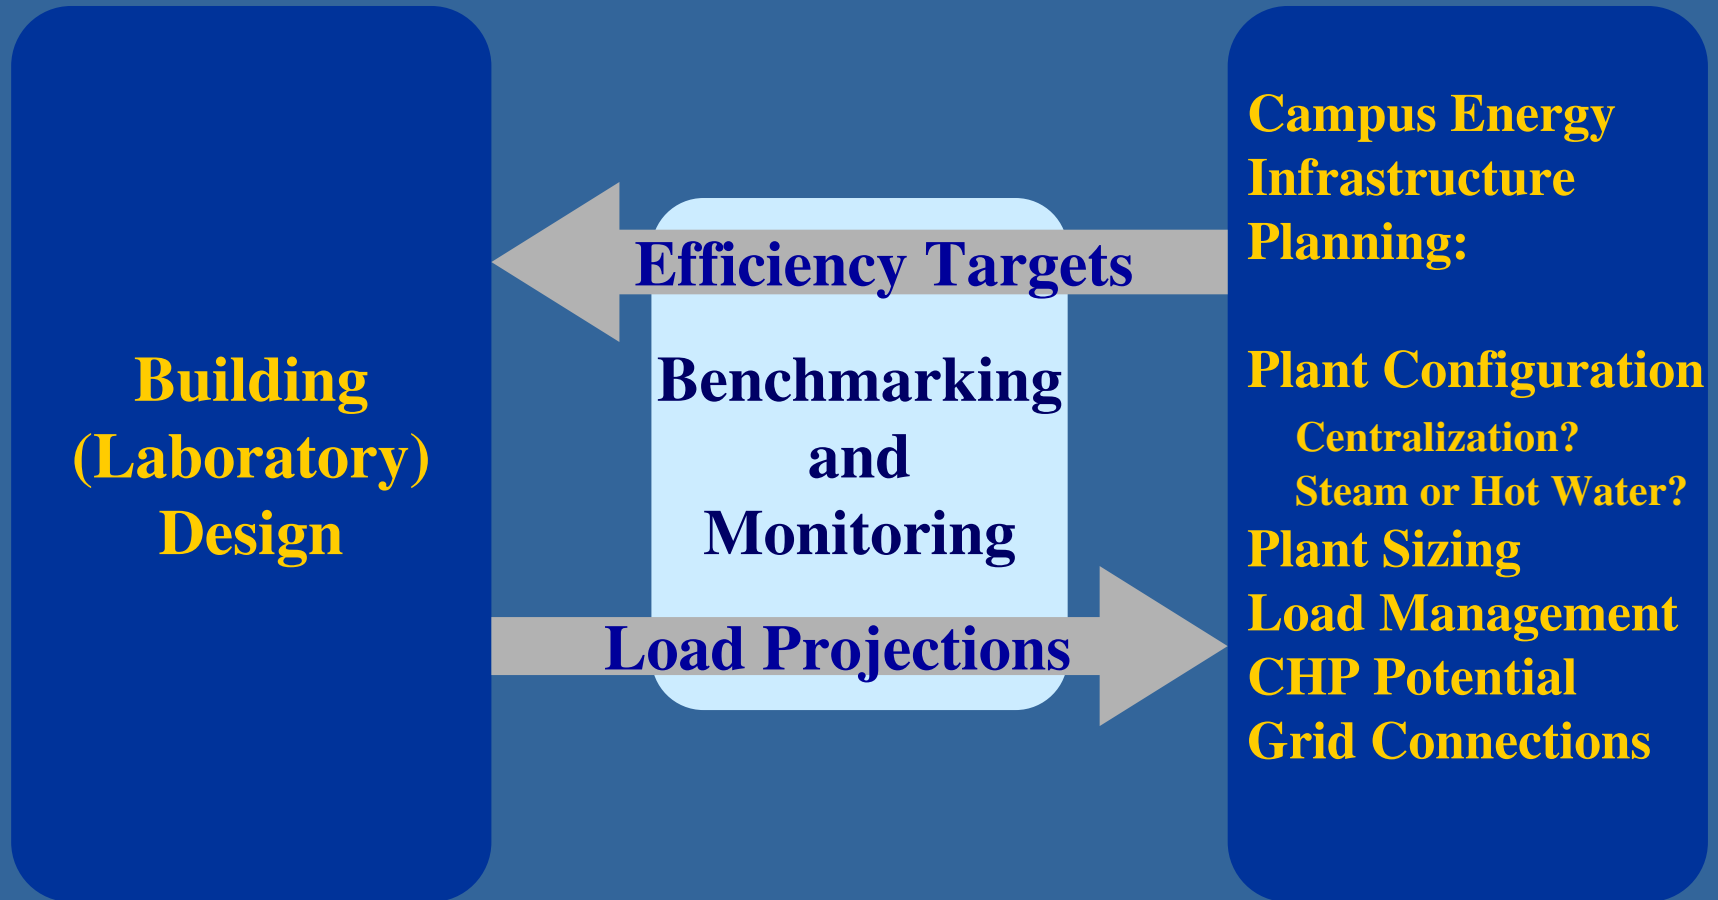 Building
(Laboratory)
Design
Efficiency Targets
Benchmarking
and
Monitoring
Load Projections
Campus Energy
Infrastructure
Planning:
Plant Configuration
Centralization?
Steam or Hot Water?
Plant Sizing
Load Management
CHP Potential
Grid Connections